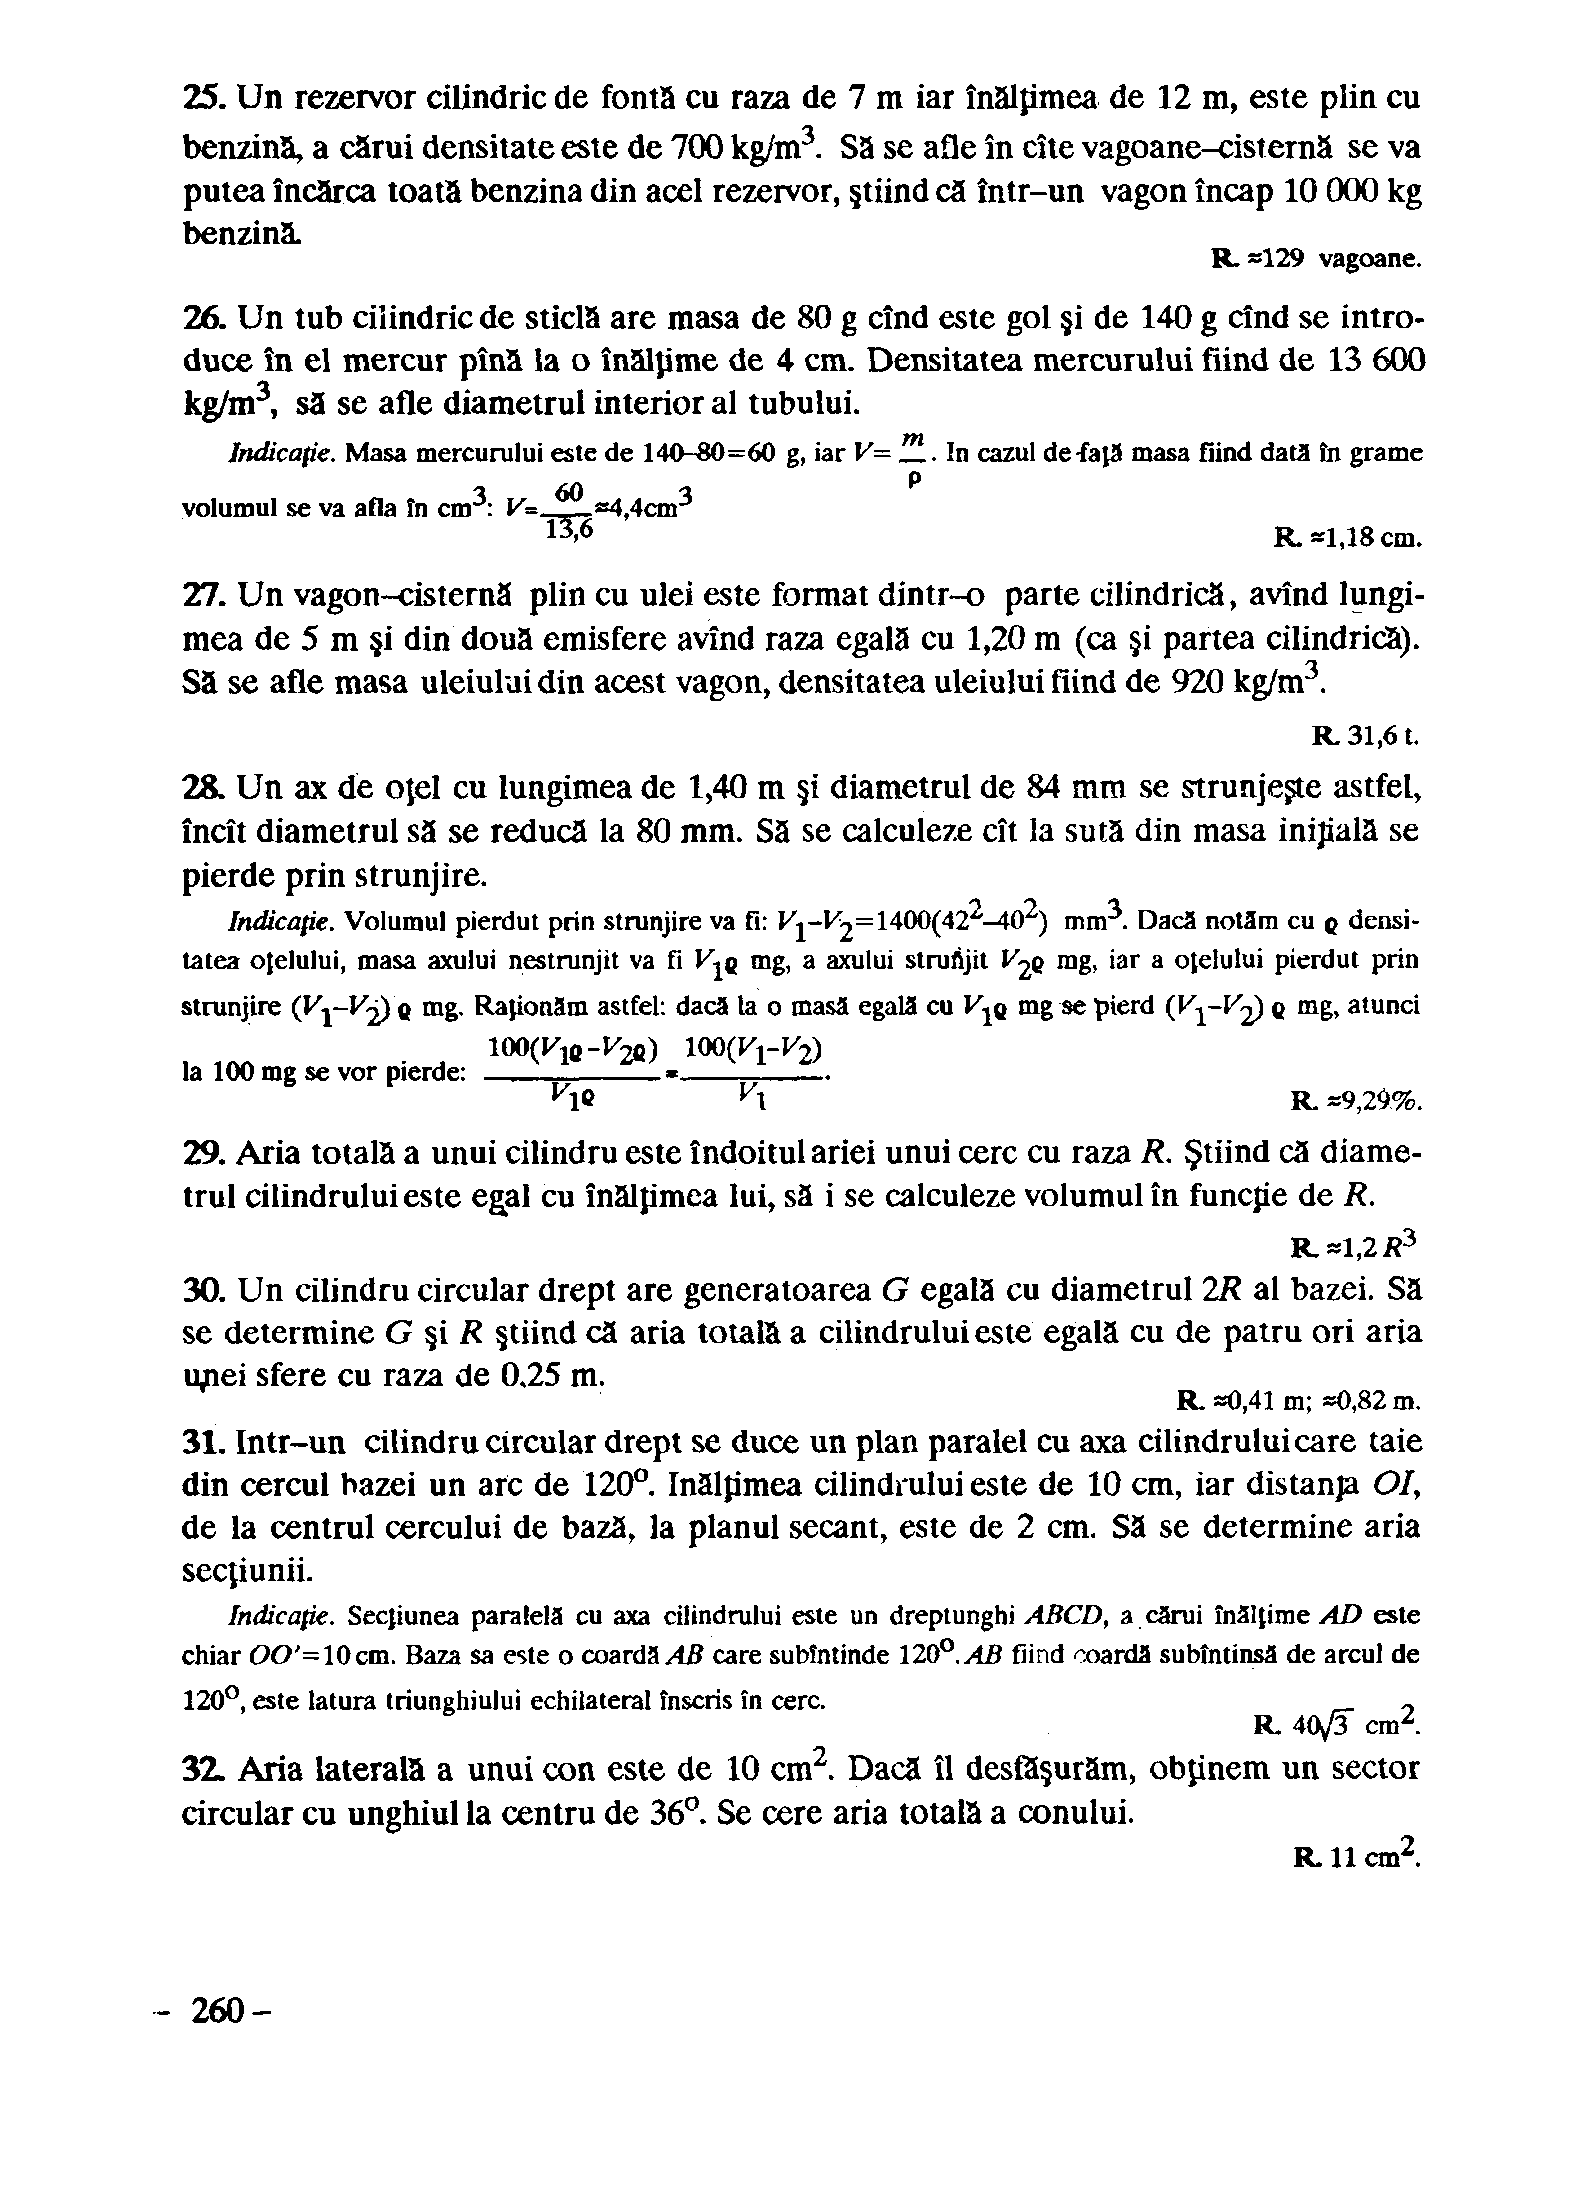 25. Un rezervor cilindric de fontă cu raza de 7 m iar înălţimea de 12 m, este plin cu
benzină, a cărui densitate este de 700 kg/m³. Să se afle în cîte vagoane–cisternă se va
putea încărca toată benzina din acel rezervor, ştiind că într–un vagon încap 10 000 kg
benzină.
R. ≈129 vagoane.
26. Un tub cilindric de sticlă are masa de 80 g cînd este gol şi de 140 g cînd se intro-
duce în el mercur pînă la o înălţime de 4 cm. Densitatea mercurului fiind de 13 600
kg/m³, să se afle diametrul interior al tubului.
Indicaţie. Masa mercurului este de 140–80=60 g, iar V= m/ρ. In cazul de faţă masa fiind dată în grame
volumul se va afla în cm³: V= 60/13,6 ≈4,4cm³
R. ≈1,18 cm.
27. Un vagon–cisternă plin cu ulei este format dintr–o parte cilindrică, avînd lungi-
mea de 5 m şi din două emisfere avînd raza egală cu 1,20 m (ca şi partea cilindrică).
Să se afle masa uleiului din acest vagon, densitatea uleiului fiind de 920 kg/m³.
R. 31,6 t.
28. Un ax de oţel cu lungimea de 1,40 m şi diametrul de 84 mm se strunjeşte astfel,
încît diametrul să se reducă la 80 mm. Să se calculeze cît la sută din masa iniţială se
pierde prin strunjire.
Indicaţie. Volumul pierdut prin strunjire va fi: V₁–V₂=1400(42²–40²) mm³. Dacă notăm cu ϱ densi-
tatea oţelului, masa axului nestrunjit va fi V₁ϱ mg, a axului strunjit V₂ϱ mg, iar a oţelului pierdut prin
strunjire (V₁–V₂) ϱ mg. Raţionăm astfel: dacă la o masă egală cu V₁ϱ mg se pierd (V₁–V₂) ϱ mg, atunci
la 100 mg se vor pierde: 100(V₁ϱ-V₂ϱ)/V₁ϱ = 100(V₁-V₂)/V₁.
R. ≈9,29%.
29. Aria totală a unui cilindru este îndoitul ariei unui cerc cu raza R. Ştiind că diame-
trul cilindrului este egal cu înălţimea lui, să i se calculeze volumul în funcţie de R.
R. ≈1,2 R³
30. Un cilindru circular drept are generatoarea G egală cu diametrul 2R al bazei. Să
se determine G şi R ştiind că aria totală a cilindrului este egală cu de patru ori aria
unei sfere cu raza de 0,25 m.
R. ≈0,41 m; ≈0,82 m.
31. Intr–un cilindru circular drept se duce un plan paralel cu axa cilindrului care taie
din cercul bazei un arc de 120°. Inălţimea cilindrului este de 10 cm, iar distanţa OI,
de la centrul cercului de bază, la planul secant, este de 2 cm. Să se determine aria
secţiunii.
Indicaţie. Secţiunea paralelă cu axa cilindrului este un dreptunghi ABCD, a cărui înălţime AD este
chiar OO'=10 cm. Baza sa este o coardă AB care subîntinde 120°. AB fiind coardă subîntinsă de arcul de
120°, este latura triunghiului echilateral înscris în cerc.
R. 40√3 cm².
32. Aria laterală a unui con este de 10 cm². Dacă îl desfăşurăm, obţinem un sector
circular cu unghiul la centru de 36°. Se cere aria totală a conului.
R. 11 cm².
– 260 –